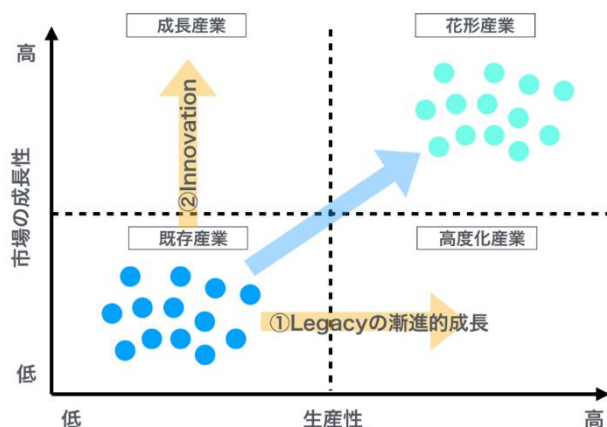 成長産業
花形産業
高
②Innovation
市場の成長性
既存産業
高度化産業
①Legacyの漸進的成長
低
低
生産性
高